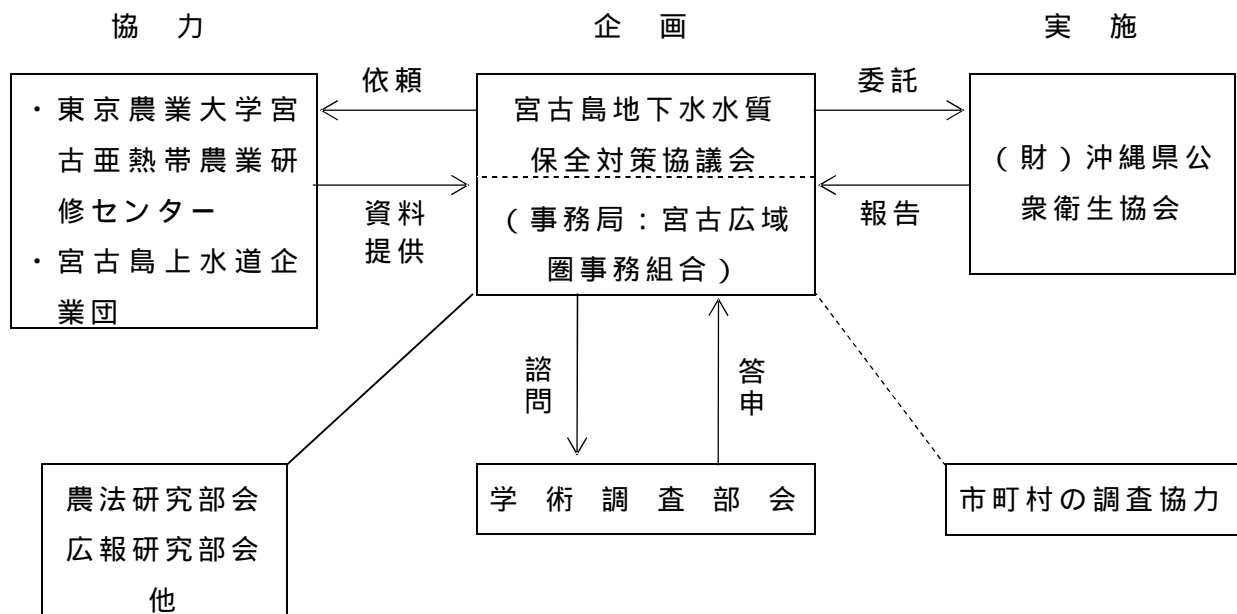 協 力
企 画
実 施
・東京農業大学宮
古亜熱帯農業研
修センター
・宮古島上水道企
業団
依頼
資料
提供
宮古島地下水水質
保全対策協議会
(事務局:宮古広域
圏事務組合)
委託
報告
(財)沖縄県公
衆衛生協会
諮問
答申
農法研究部会
広報研究部会
他
学術調査部会
市町村の調査協力